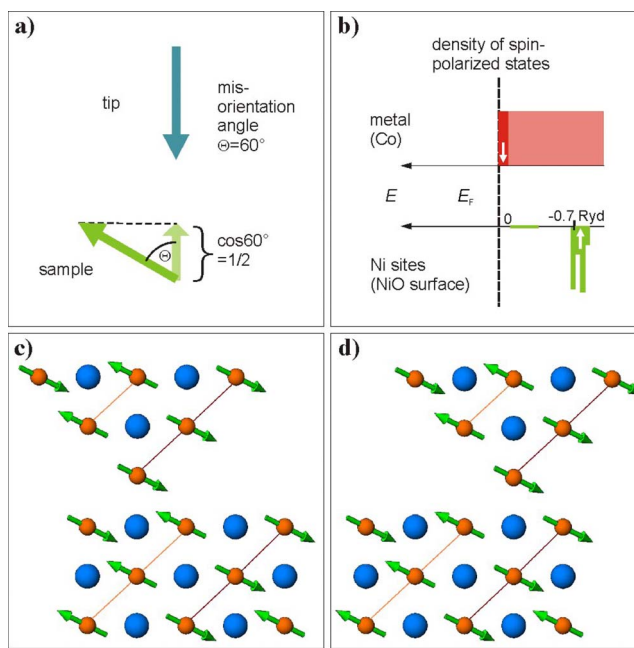 a)
tip
mis-
orientation
angle
Θ=60°
cos60°
=1/2
Θ
sample
b)
density of spin-
polarized states
metal
(Co)
E
E_F
0
-0.7 Ryd
Ni sites
(NiO surface)
c)
d)